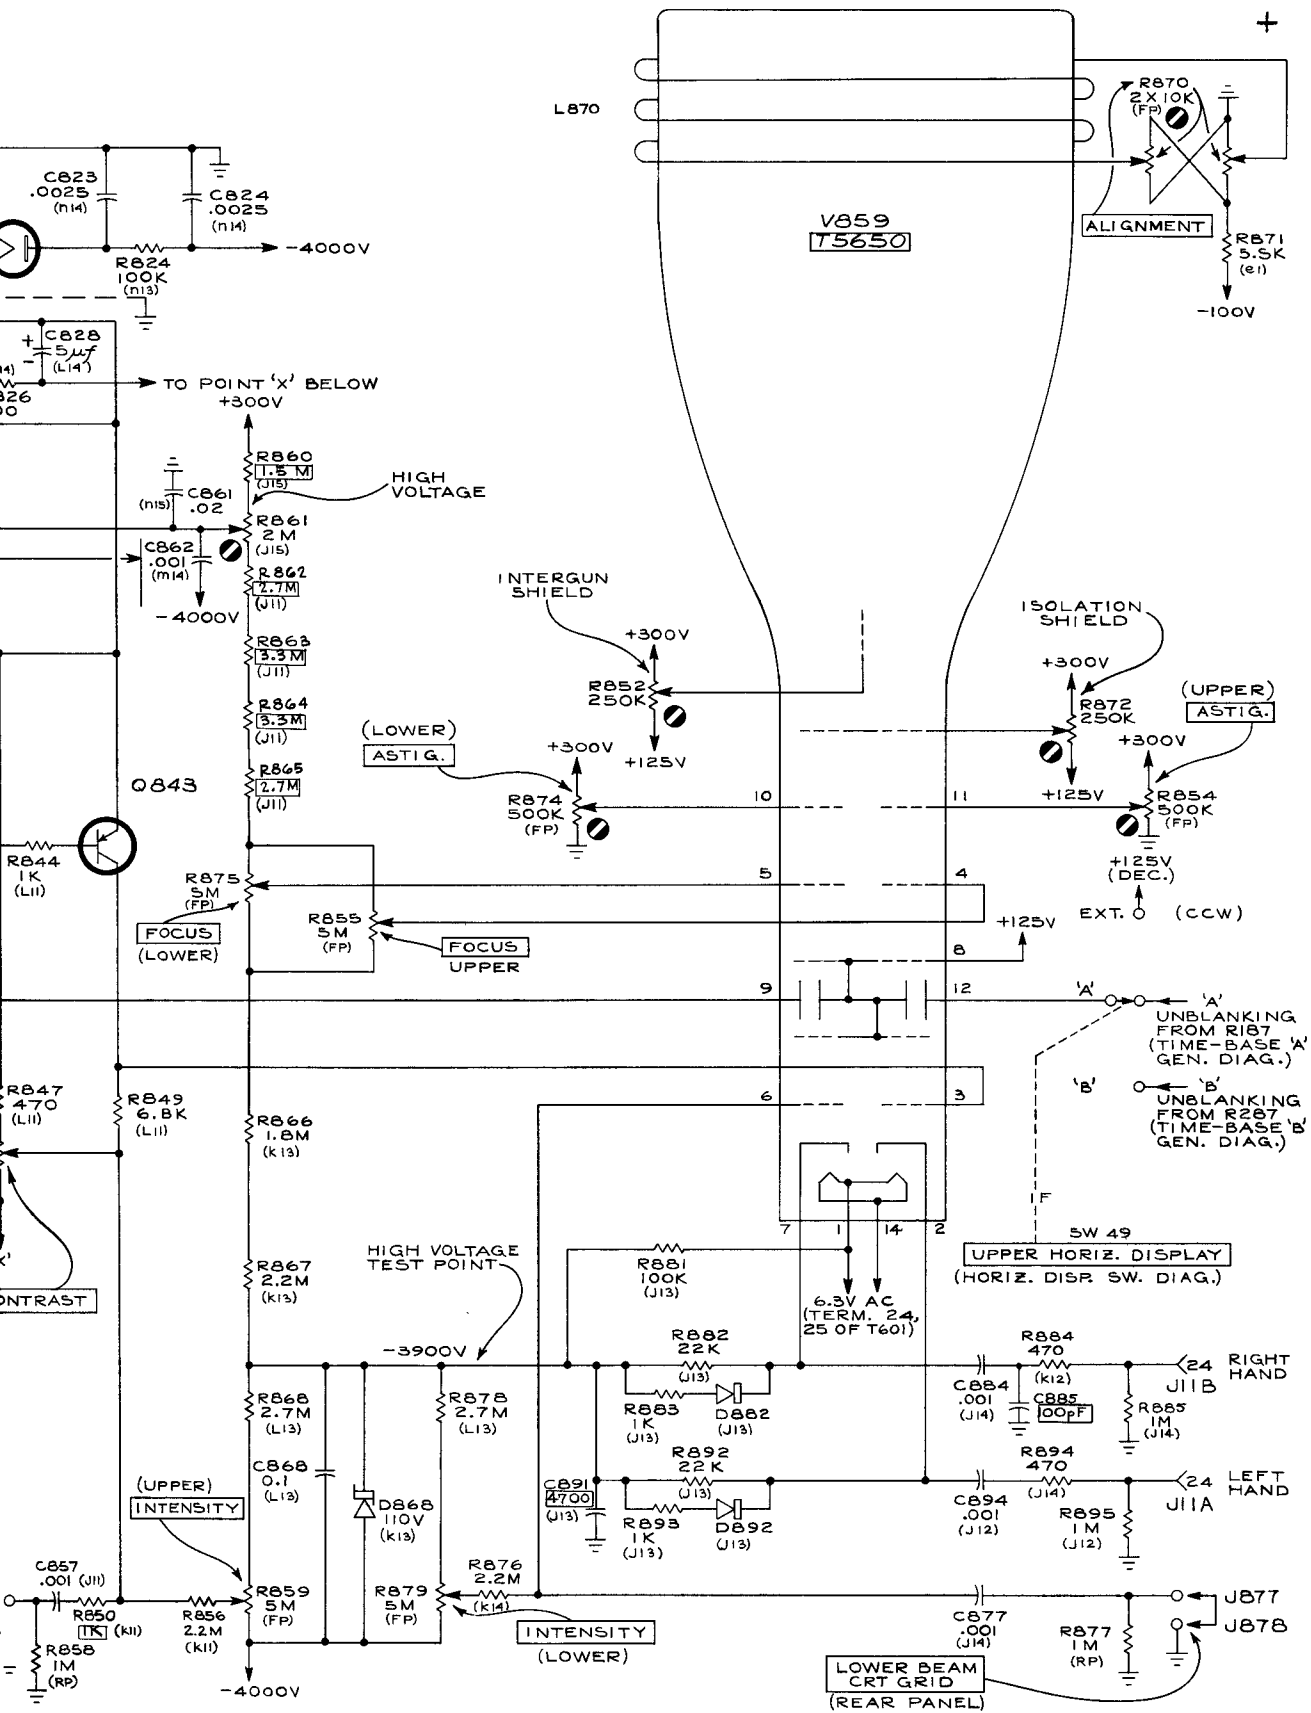 +
R870
2 X 10K
(FP)
L870
C823
.0025
(n14)
C824
.0025
(n14)
V859
T5650
ALIGNMENT
R871
5.5K
(e1)
-100V
-4000V
R824
100K
(n13)
+
-
C828
5µf
(L14)
TO POINT 'X' BELOW
+300V
R860
1.5 M
(J15)
HIGH
VOLTAGE
(n15)
C861
.02
R861
2 M
(J15)
C862
.001
(m14)
-4000V
R862
2.7M
(J11)
R863
3.3M
(J11)
R864
3.3M
(J11)
R865
2.7M
(J11)
INTERGUN
SHIELD
+300V
R852
250K
+125V
ISOLATION
SHIELD
+300V
R872
250K
+125V
(UPPER)
ASTIG.
+300V
R854
500K
(FP)
(LOWER)
ASTIG.
+300V
R874
500K
(FP)
10
11
Q843
R844
1K
(L11)
R875
5M
(FP)
FOCUS
(LOWER)
R855
5M
(FP)
FOCUS
UPPER
5
4
+125V
(DEC.)
EXT.
(CCW)
+125V
8
9
12
'A'
'A'
UNBLANKING
FROM R187
(TIME-BASE 'A'
GEN. DIAG.)
'B'
'B'
UNBLANKING
FROM R287
(TIME-BASE 'B'
GEN. DIAG.)
6
3
R847
470
(L11)
R849
6.8K
(L11)
R866
1.8M
(K13)
F
7
1
14
2
SW 49
UPPER HORIZ. DISPLAY
(HORIZ. DISP. SW. DIAG.)
ONTRAST
R867
2.2M
(K13)
HIGH VOLTAGE
TEST POINT
R881
100K
(J13)
6.3V AC
(TERM. 24,
25 OF T601)
-3900V
R882
22K
(J13)
R883
1K
(J13)
D882
(J13)
C884
.001
(J14)
R884
470
(K12)
C885
100pF
R885
1M
(J14)
24
J11B
RIGHT
HAND
R868
2.7M
(L13)
R878
2.7M
(L13)
C868
0.1
(L13)
D868
110V
(K13)
(UPPER)
INTENSITY
C891
4700
(J13)
R892
22K
(J13)
R893
1K
(J13)
D892
(J13)
C894
.001
(J12)
R894
470
(J14)
R895
1M
(J12)
24
J11A
LEFT
HAND
C857
.001 (J11)
R850
1K (K11)
R858
1M
(RP)
R856
2.2M
(K11)
R859
5M
(FP)
-4000V
R879
5M
(FP)
R876
2.2M
(K14)
INTENSITY
(LOWER)
C877
.001
(J14)
R877
1M
(RP)
J877
J878
LOWER BEAM
CRT GRID
(REAR PANEL)